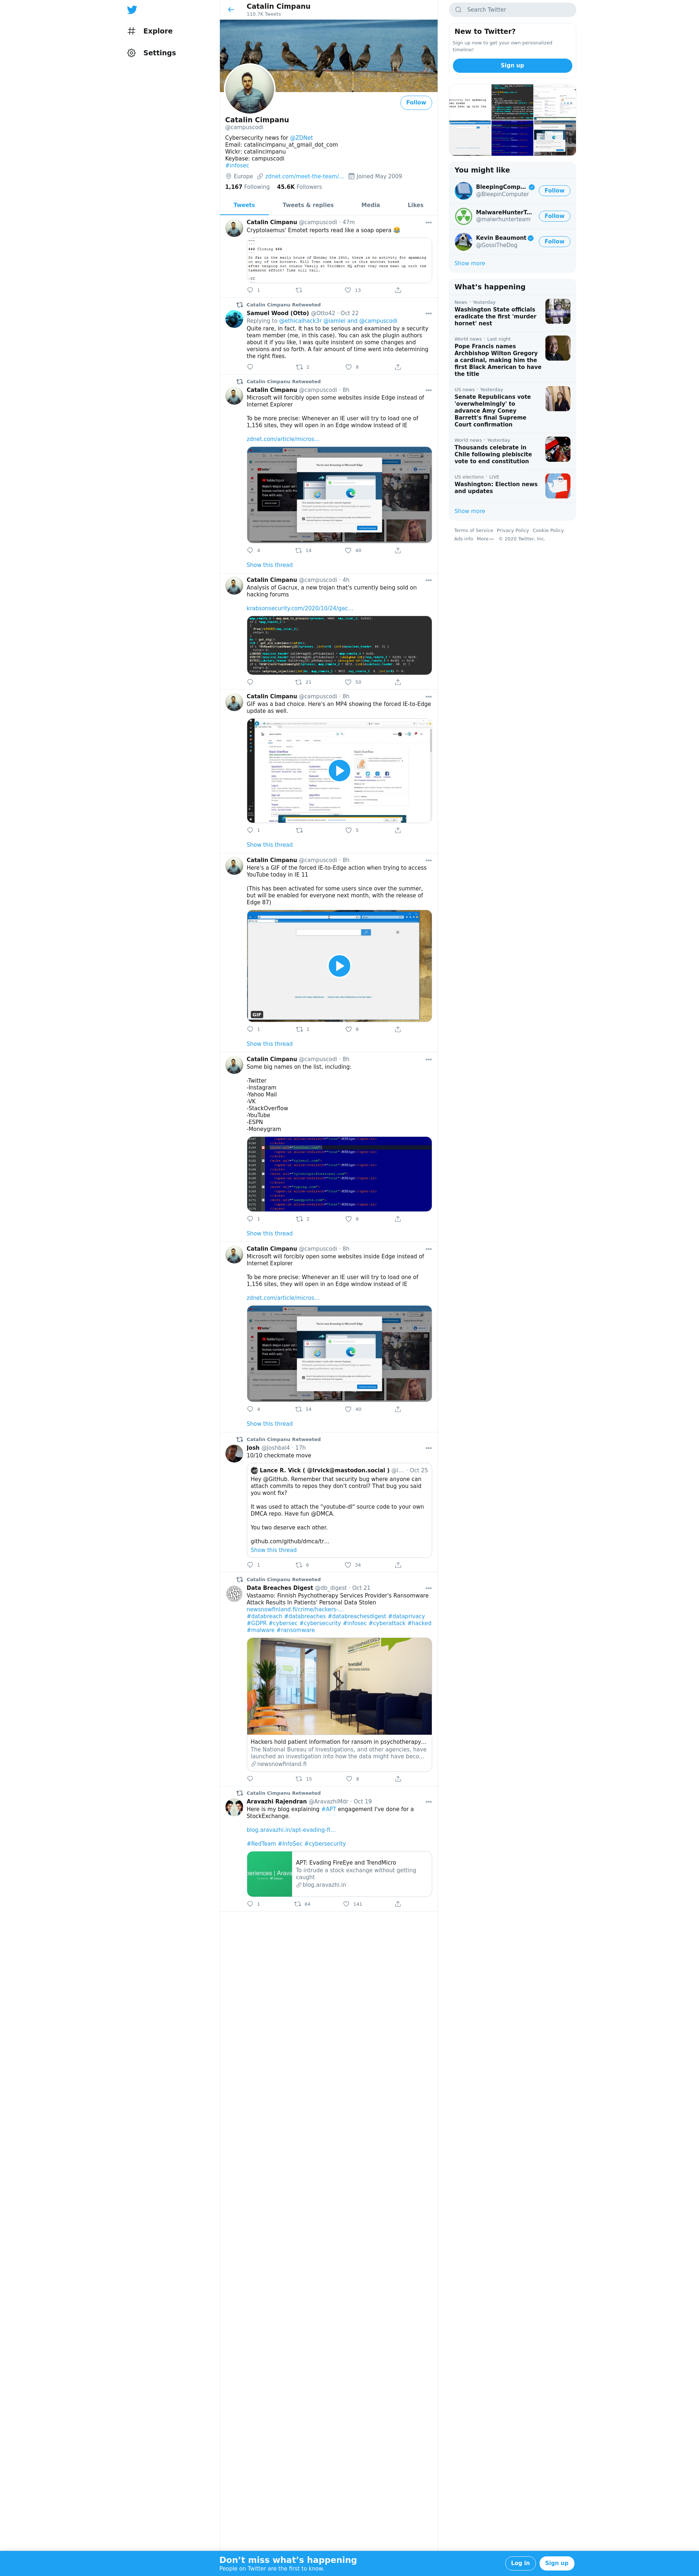 Explore
Settings
Catalin Cimpanu
110.7K Tweets
Follow
Catalin Cimpanu
@campuscodi
Cybersecurity news for @ZDNet
Email: catalincimpanu_at_gmail_dot_com
Wickr: catalincimpanu
Keybase: campuscodi
#infosec
Europe zdnet.com/meet-the-team/... Joined May 2009
1,167 Following 45.6K Followers
Tweets Tweets & replies Media Likes
Catalin Cimpanu @campuscodi · 47m
Cryptolaemus' Emotet reports read like a soap opera 😂
### Closing ###
1 13
Catalin Cimpanu Retweeted
Samuel Wood (Otto) @Otto42 · Oct 22
Replying to @ethicalhack3r @iamlei and @campuscodi
Quite rare, in fact. It has to be serious and examined by a security
team member (me, in this case). You can ask the plugin authors
about it if you like, I was quite insistent on some changes and
versions and so forth. A fair amount of time went into determining
the right fixes.
2 8
Catalin Cimpanu Retweeted
Catalin Cimpanu @campuscodi · 8h
Microsoft will forcibly open some websites inside Edge instead of
Internet Explorer
To be more precise: Whenever an IE user will try to load one of
1,156 sites, they will open in an Edge window instead of IE
zdnet.com/article/micros...
4 14 40
Show this thread
Catalin Cimpanu @campuscodi · 4h
Analysis of Gacrux, a new trojan that's currently being sold on
hacking forums
krabsonsecurity.com/2020/10/24/gac...
21 50
Catalin Cimpanu @campuscodi · 8h
GIF was a bad choice. Here's an MP4 showing the forced IE-to-Edge
update as well.
1 5
Show this thread
Catalin Cimpanu @campuscodi · 8h
Here's a GIF of the forced IE-to-Edge action when trying to access
YouTube today in IE 11
(This has been activated for some users since over the summer,
but will be enabled for everyone next month, with the release of
Edge 87)
GIF
Show this thread
Catalin Cimpanu @campuscodi · 8h
Some big names on the list, including:
-Twitter
-Instagram
-Yahoo Mail
-VK
-StackOverflow
-YouTube
-ESPN
-Moneygram
Show this thread
Catalin Cimpanu @campuscodi · 8h
Microsoft will forcibly open some websites inside Edge instead of
Internet Explorer
To be more precise: Whenever an IE user will try to load one of
1,156 sites, they will open in an Edge window instead of IE
zdnet.com/article/micros...
4 14 40
Show this thread
Catalin Cimpanu Retweeted
Josh @Joshbal4 · 17h
10/10 checkmate move
Lance R. Vick ( @lrvick@mastodon.social ) @l... · Oct 25
Hey @GitHub. Remember that security bug where anyone can
attach commits to repos they don't control? That bug you said
you wont fix?
It was used to attach the "youtube-dl" source code to your own
DMCA repo. Have fun @DMCA.
You two deserve each other.
github.com/github/dmca/tr...
Show this thread
1 6 34
Catalin Cimpanu Retweeted
Data Breaches Digest @db_digest · Oct 21
Vastaamo: Finnish Psychotherapy Services Provider's Ransomware
Attack Results In Patients' Personal Data Stolen
newsnowfinland.fi/crime/hackers-...
#databreach #databreaches #databreachesdigest #dataprivacy
#GDPR #cybersec #cybersecurity #infosec #cyberattack #hacked
#malware #ransomware
Hackers hold patient information for ransom in psychotherapy...
The National Bureau of Investigations, and other agencies, have
launched an investigation into how the data might have beco...
newsnowfinland.fi
15 8
Catalin Cimpanu Retweeted
Aravazhi Rajendran @AravazhiMdr · Oct 19
Here is my blog explaining #APT engagement I've done for a
StockExchange.
blog.aravazhi.in/apt-evading-fi...
#RedTeam #InfoSec #cybersecurity
APT: Evading FireEye and TrendMicro
To intrude a stock exchange without getting
caught
blog.aravazhi.in
1 64 141
Search Twitter
New to Twitter?
Sign up now to get your own personalized
timeline!
Sign up
You might like
BleepingComp...
@BleepinComputer
Follow
MalwareHunterT...
@malwrhunterteam
Follow
Kevin Beaumont
@GossiTheDog
Follow
Show more
What's happening
News · Yesterday
Washington State officials
eradicate the first 'murder
hornet' nest
World news · Last night
Pope Francis names
Archbishop Wilton Gregory
a cardinal, making him the
first Black American to have
the title
US news · Yesterday
Senate Republicans vote
'overwhelmingly' to
advance Amy Coney
Barrett's final Supreme
Court confirmation
World news · Yesterday
Thousands celebrate in
Chile following plebiscite
vote to end constitution
US elections · LIVE
Washington: Election news
and updates
Show more
Terms of Service Privacy Policy Cookie Policy
Ads info More © 2020 Twitter, Inc.
Don't miss what's happening
People on Twitter are the first to know.
Log in Sign up